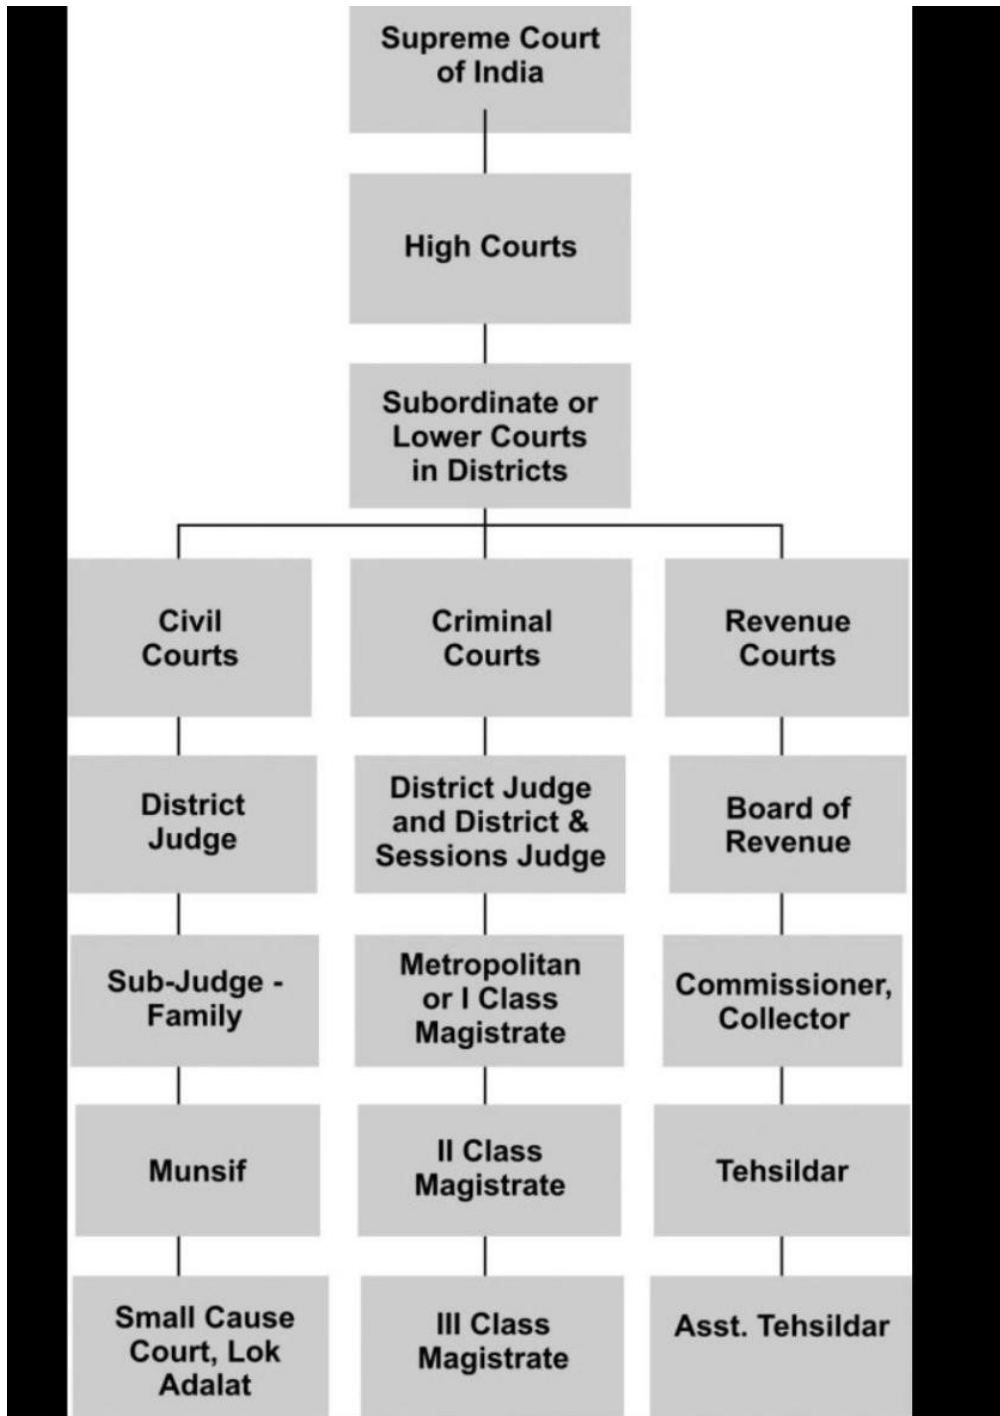 Supreme Court
of India
High Courts
Subordinate or
Lower Courts
in Districts
Civil
Courts
Criminal
Courts
Revenue
Courts
District
Judge
District Judge
and District &
Sessions Judge
Board of
Revenue
Sub-Judge -
Family
Metropolitan
or I Class
Magistrate
Commissioner,
Collector
Munsif
II Class
Magistrate
Tehsildar
Small Cause
Court, Lok
Adalat
III Class
Magistrate
Asst. Tehsildar